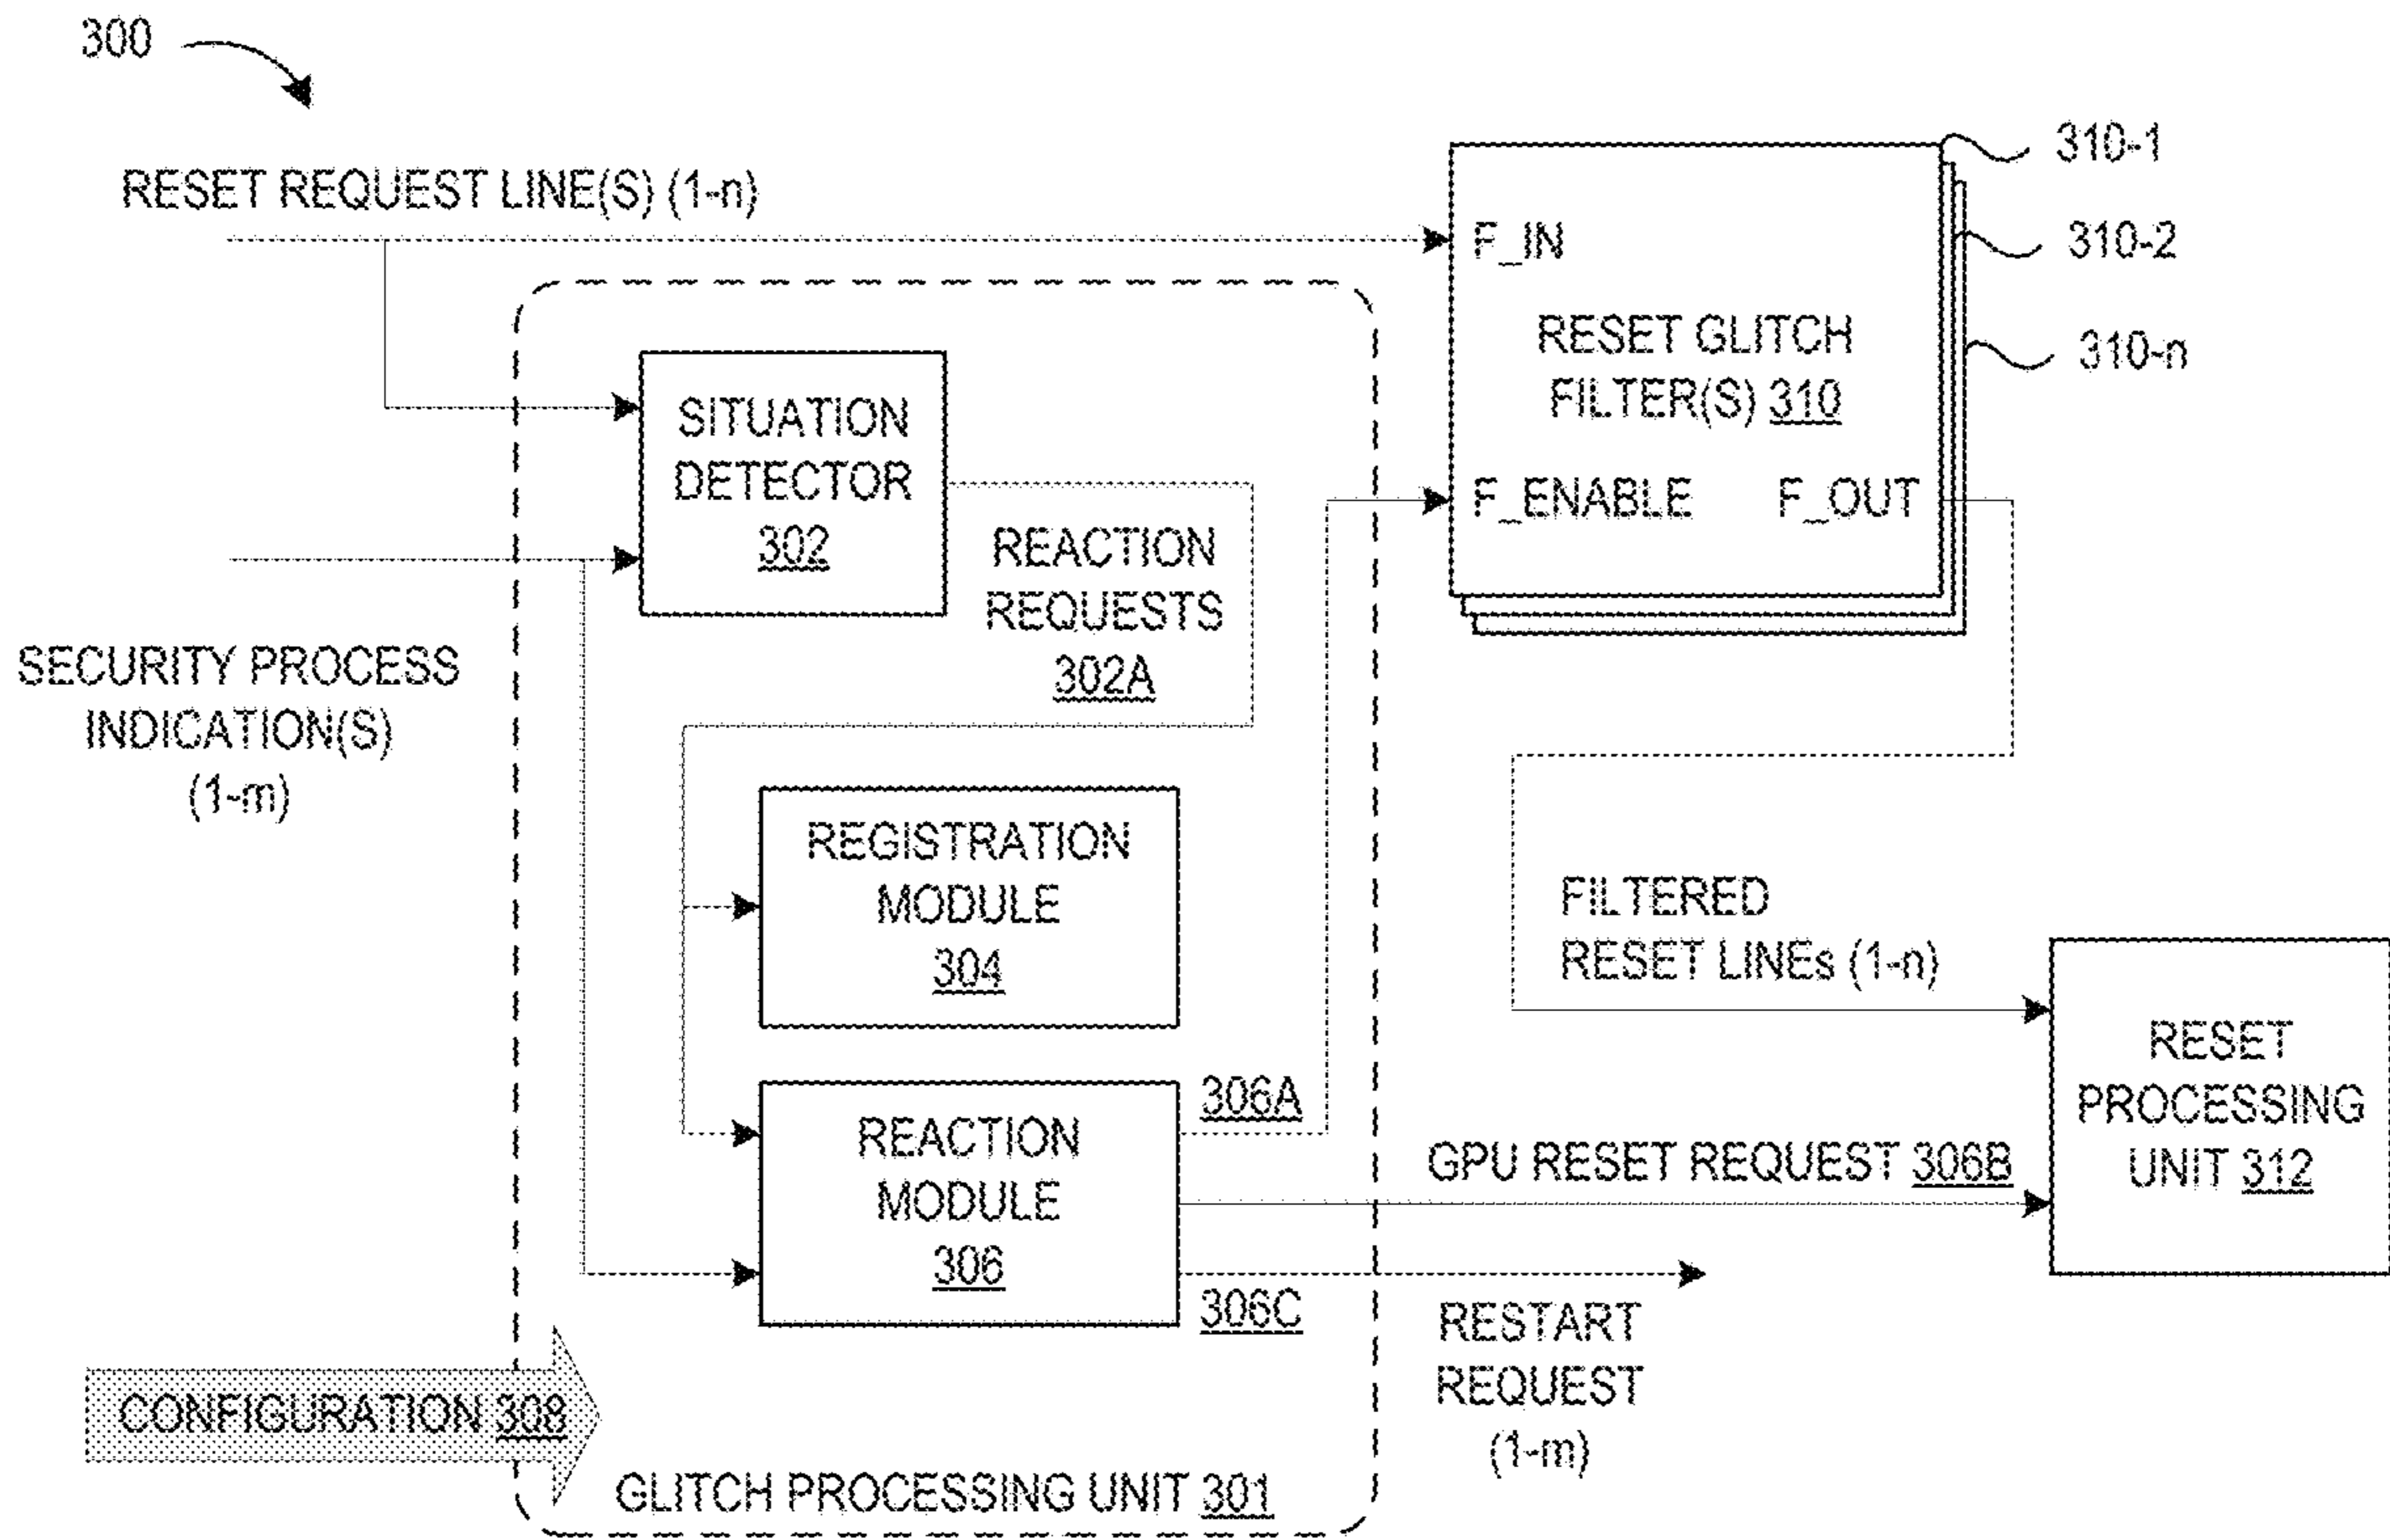 300
RESET REQUEST LINE(S) (1-n)
310-1
310-2
310-n
F_IN
RESET GLITCH
FILTER(S) 310
F_ENABLE
F_OUT
SITUATION
DETECTOR
302
REACTION
REQUESTS
302A
SECURITY PROCESS
INDICATION(S)
(1-m)
REGISTRATION
MODULE
304
FILTERED
RESET LINEs (1-n)
RESET
PROCESSING
UNIT 312
REACTION
MODULE
306
306A
GPU RESET REQUEST 306B
306C
RESTART
REQUEST
(1-m)
CONFIGURATION 308
GLITCH PROCESSING UNIT 301